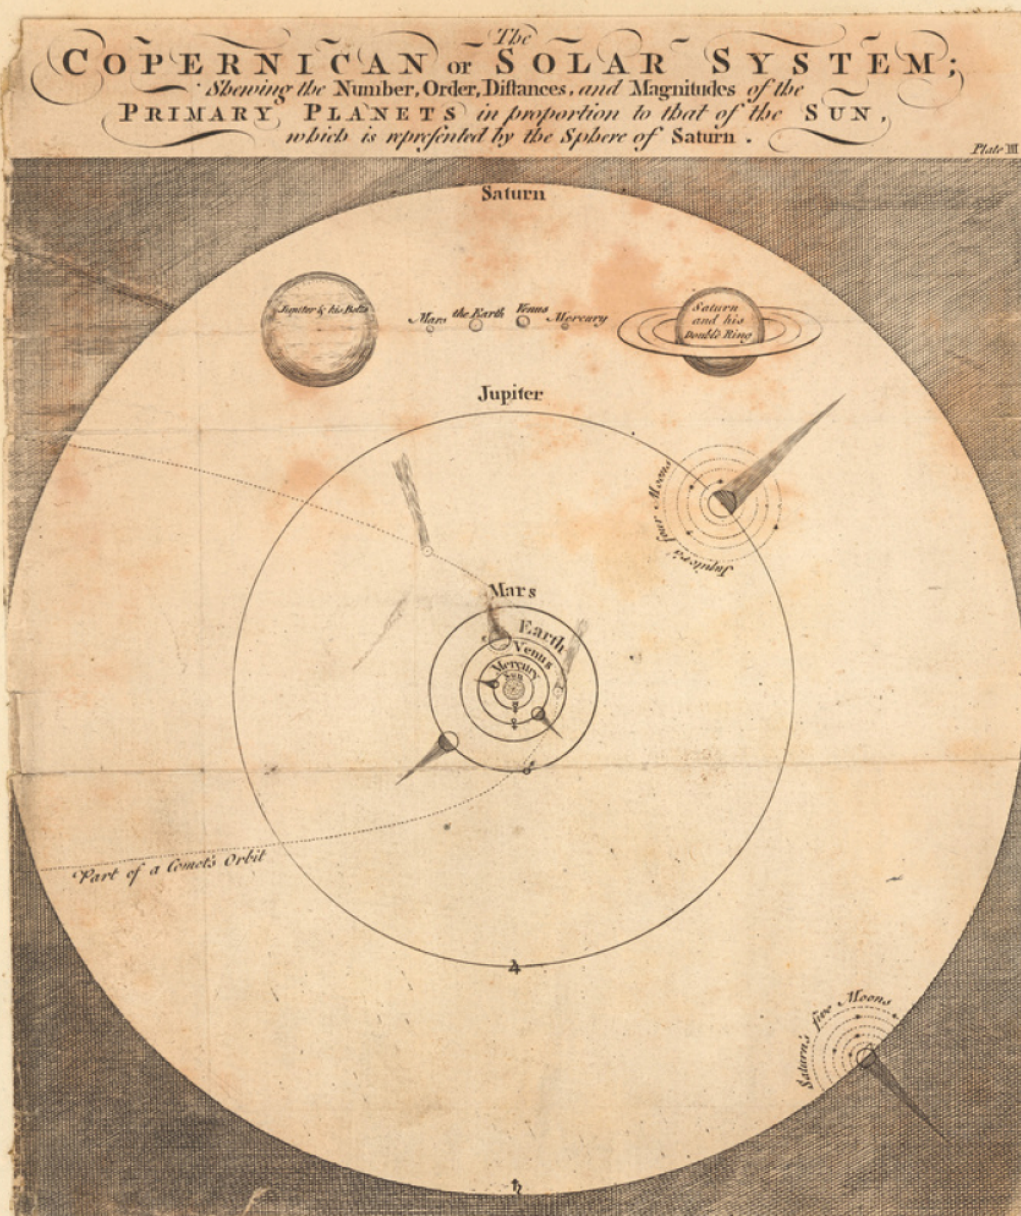 The
COPERNICAN or SOLAR SYSTEM;
Shewing the Number, Order, Distances, and Magnitudes of the
PRIMARY PLANETS in proportion to that of the SUN,
which is represented by the Sphere of Saturn.
Plate III
Saturn
Jupiter & his Belts
Mars
the Earth
Venus
Mercury
Saturn
and his
Double Ring
Jupiter
Jupiter's four Moons
Mars
Earth
Venus
Mercury
Sun
Part of a Comet's Orbit
♃
Saturn's five Moons
♄